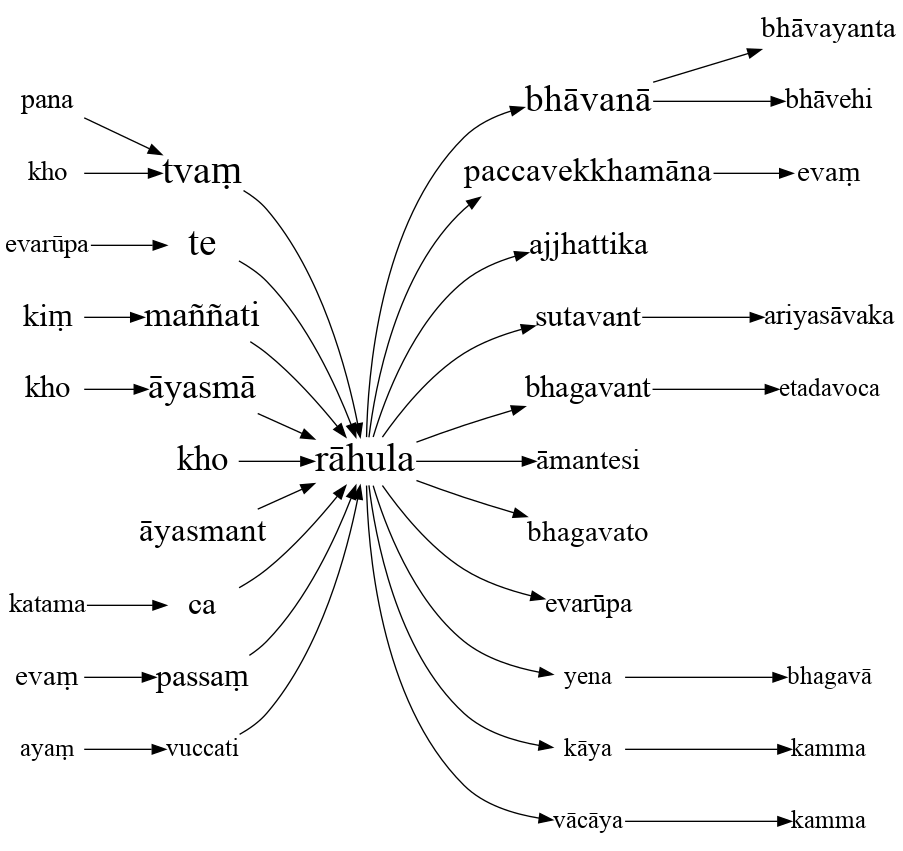 bhāvayanta
pana
bhāvanā
bhāvehi
kho
tvaṃ
paccavekkhamāna
evaṃ
evarūpa
te
ajjhattika
kiṃ
maññati
sutavant
ariyasāvaka
kho
āyasmā
bhagavant
etadavoca
kho
rāhula
āmantesi
āyasmant
bhagavato
katama
ca
evarūpa
evaṃ
passaṃ
yena
bhagavā
ayaṃ
vuccati
kāya
kamma
vācāya
kamma